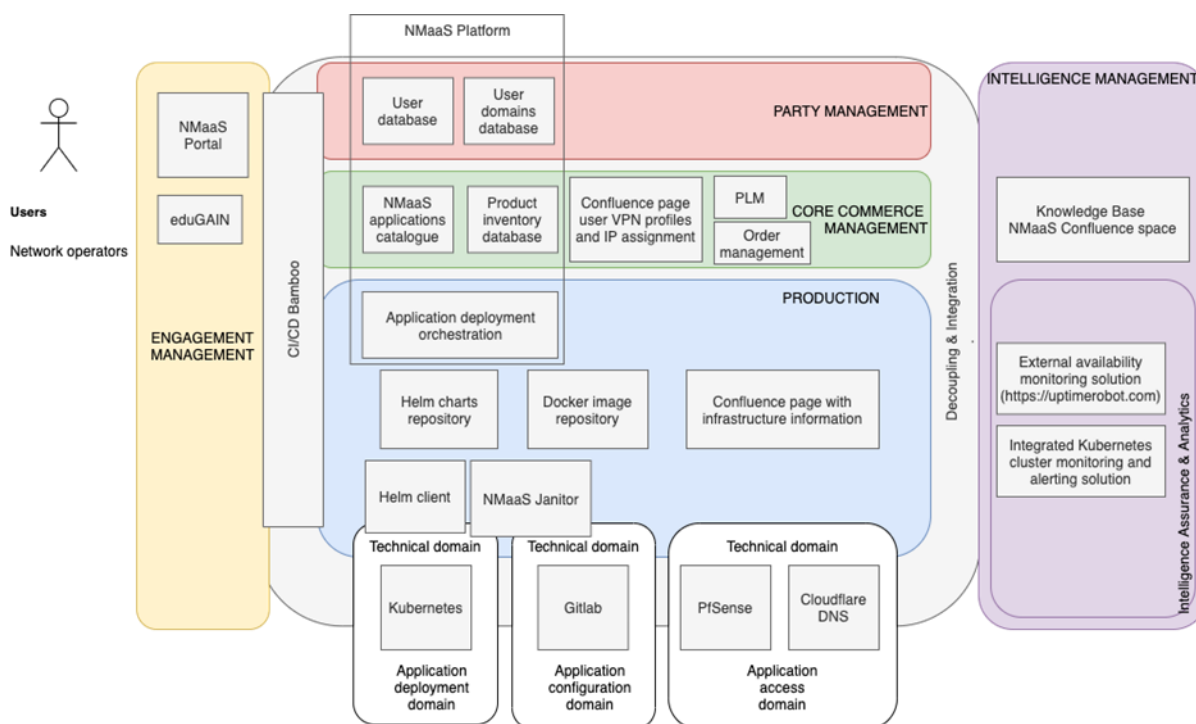 NMaaS Platform
INTELLIGENCE MANAGEMENT
PARTY MANAGEMENT
User
database
User
domains
database
NMaaS
Portal
eduGAIN
Users
Network operators
ENGAGEMENT
MANAGEMENT
CI/CD Bamboo
NMaaS
applications
catalogue
Product
inventory
database
Confluence page
user VPN profiles
and IP assignment
PLM
Order
management
CORE COMMERCE
MANAGEMENT
Knowledge Base
NMaaS Confluence space
PRODUCTION
Application deployment
orchestration
Decoupling & Integration
Helm charts
repository
Docker image
repository
Confluence page with
infrastructure information
External availability
monitoring solution
(https://uptimerobot.com)
Integrated Kubernetes
cluster monitoring and
alerting solution
Intelligence Assurance & Analytics
Helm client
NMaaS Janitor
Technical domain
Kubernetes
Application
deployment
domain
Technical domain
Gitlab
Application
configuration
domain
Technical domain
PfSense
Cloudflare
DNS
Application
access
domain